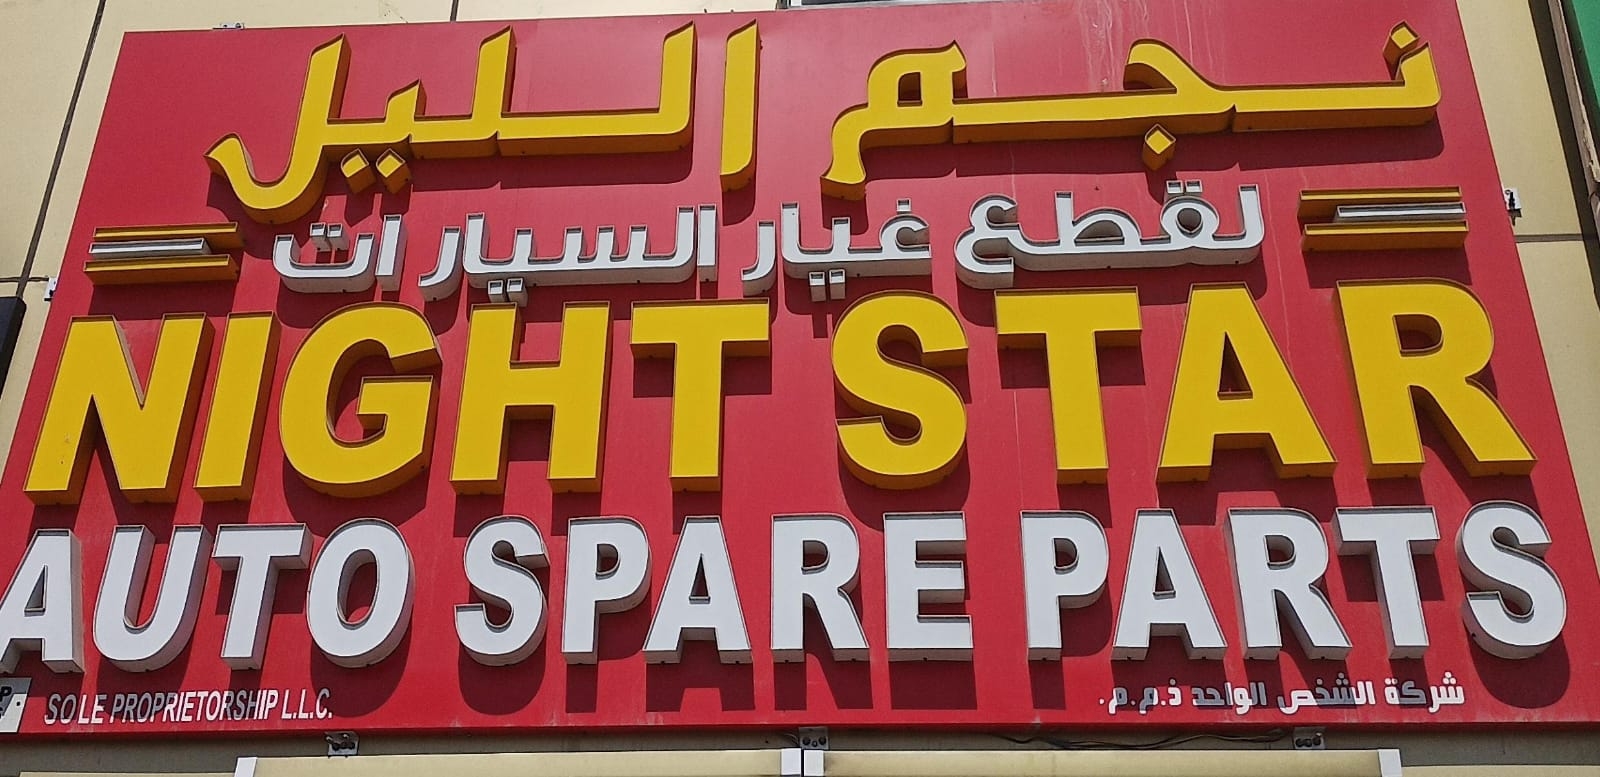 نجم الليل
لقطع غيار السيارات
NIGHT STAR
AUTO SPARE PARTS
SOLE PROPRIETORSHIP L.L.C.
شركة الشخص الواحد ذ.م.م.